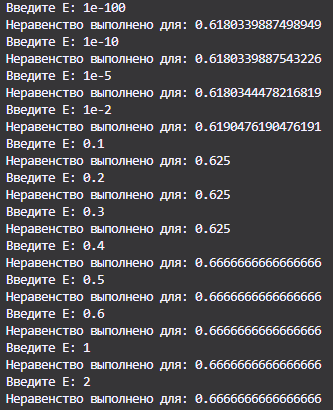 Введите E: 1e-100
Неравенство выполнено для: 0.6180339887498949
Введите E: 1e-10
Неравенство выполнено для: 0.6180339887543226
Введите E: 1e-5
Неравенство выполнено для: 0.6180344478216819
Введите E: 1e-2
Неравенство выполнено для: 0.6190476190476191
Введите E: 0.1
Неравенство выполнено для: 0.625
Введите E: 0.2
Неравенство выполнено для: 0.625
Введите E: 0.3
Неравенство выполнено для: 0.625
Введите E: 0.4
Неравенство выполнено для: 0.6666666666666666
Введите E: 0.5
Неравенство выполнено для: 0.6666666666666666
Введите E: 0.6
Неравенство выполнено для: 0.6666666666666666
Введите E: 1
Неравенство выполнено для: 0.6666666666666666
Введите E: 2
Неравенство выполнено для: 0.6666666666666666